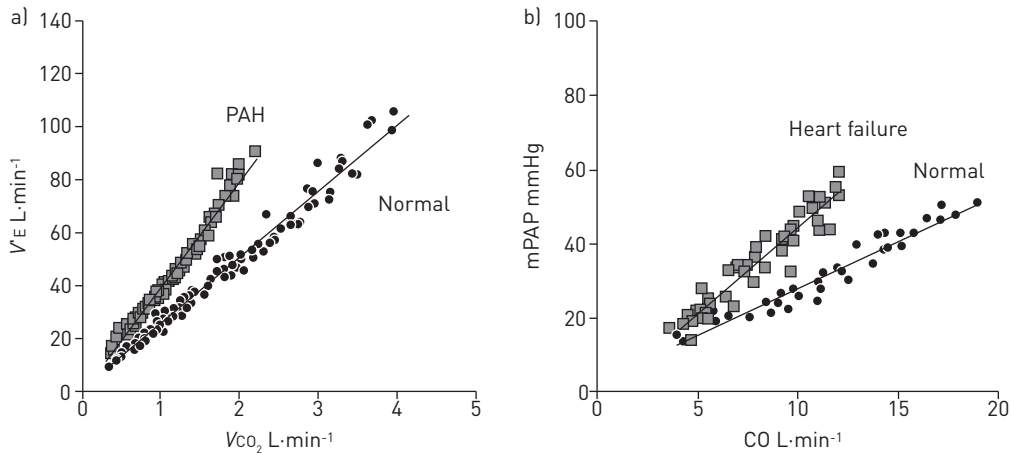 a)
140
120
100
80
60
40
20
0
V'E L·min-1
PAH
Normal
0 1 2 3 4 5
VCO2 L·min-1
b)
100
80
60
40
20
0
mPAP mmHg
Heart failure
Normal
0 5 10 15 20
CO L·min-1